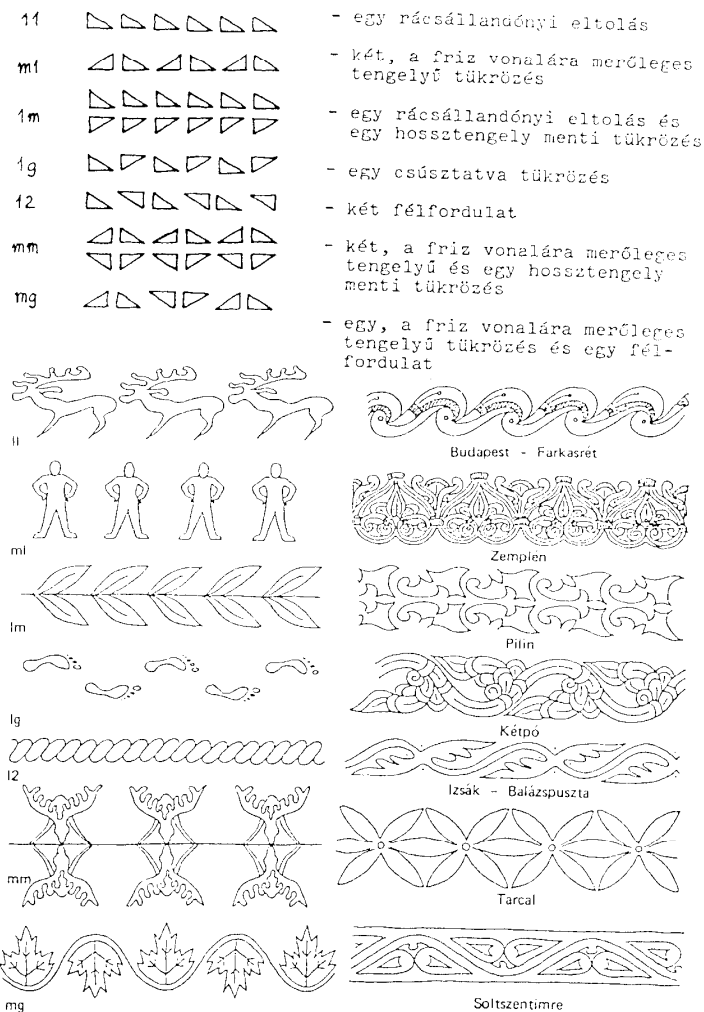 11 - egy rácsállandónyi eltolás
m1 - két, a friz vonalára merőleges
tengelyű tükrözés
1m - egy rácsállandónyi eltolás és
egy hossztengely menti tükrözés
1g - egy csúsztatva tükrözés
12 - két félfordulat
mm - két, a friz vonalára merőleges
tengelyű és egy hossztengely
menti tükrözés
mg
- egy, a friz vonalára merőleges
tengelyű tükrözés és egy fél-
fordulat
11
Budapest - Farkasrét
m1
Zemplén
1m
Pilin
1g
Kétpó
12
Izsák - Balázspuszta
mm
Tarcal
mg
Soltszentimre